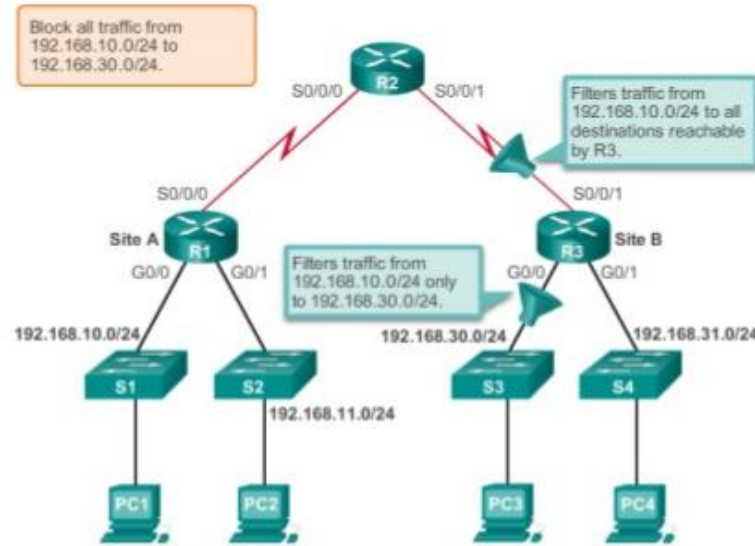 Block all traffic from
192.168.10.0/24 to
192.168.30.0/24.
R2
S0/0/0
S0/0/1
Filters traffic from
192.168.10.0/24 to all
destinations reachable
by R3.
S0/0/0
S0/0/1
Site A
R1
R3
Site B
G0/0
G0/1
Filters traffic from
192.168.10.0/24 only
to 192.168.30.0/24.
G0/0
G0/1
192.168.10.0/24
192.168.30.0/24
192.168.31.0/24
S1
S2
S3
S4
192.168.11.0/24
PC1
PC2
PC3
PC4